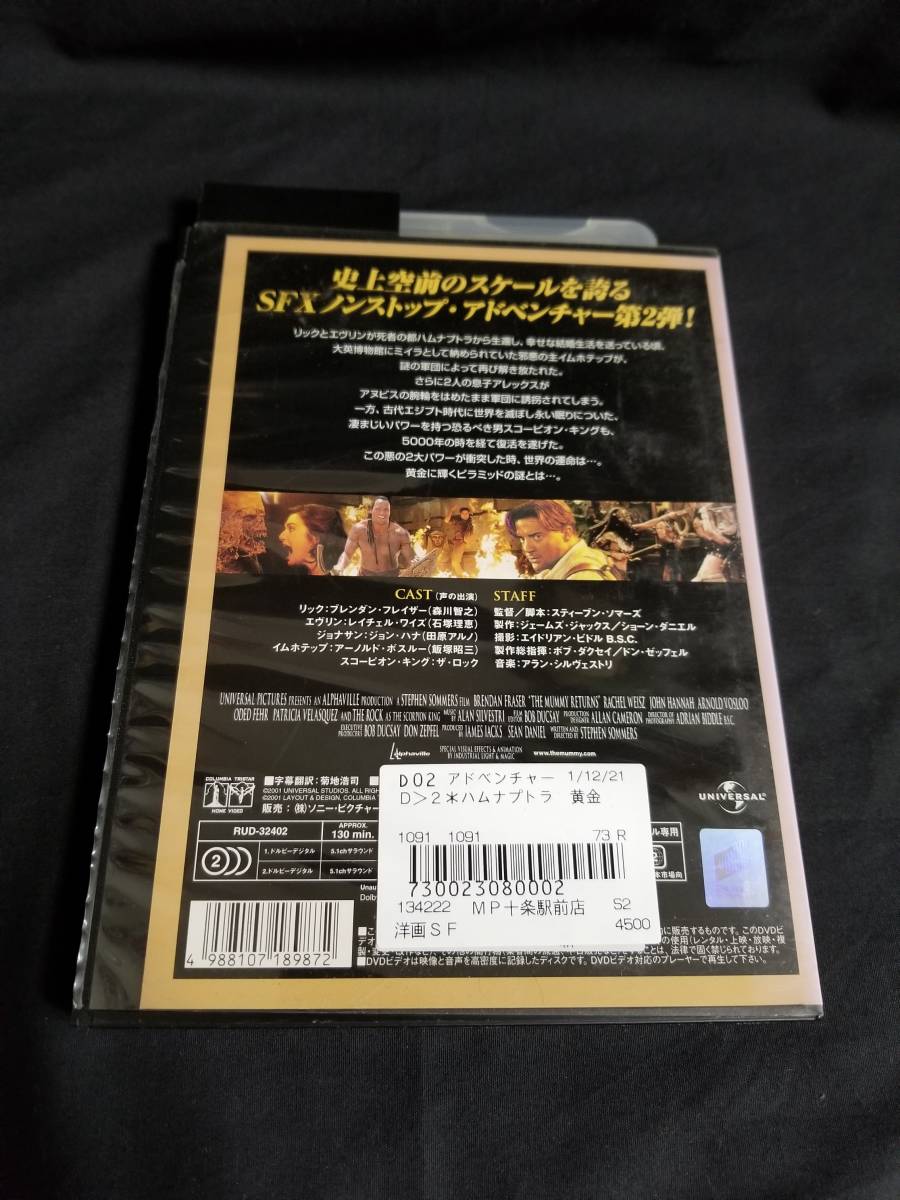 史上空前のスケールを誇る
SFXノンストップ・アドベンチャー第2弾!
リックとエヴリンが死者の都ハムナプトラから生還し、幸せな結婚生活を送っている頃、
大英博物館にミイラとして納められていた邪悪の主イムホテップが、
謎の軍団によって再び解き放たれた。
さらに2人の息子アレックスが
アヌビスの腕輪をはめたまま軍団に誘拐されてしまう。
一方、古代エジプト時代に世界を滅ぼし永い眠りについた、
凄まじいパワーを持つ恐るべき男スコーピオン・キングも、
5000年の時を経て復活を遂げた。
この悪の2大パワーが衝突した時、世界の運命は…。
黄金に輝くピラミッドの謎とは…。
CAST(声の出演)
リック:ブレンダン・フレイザー(森川智之)
エヴリン:レイチェル・ワイズ(石塚理恵)
ジョナサン:ジョン・ハナ(田原アルノ)
イムホテップ:アーノルド・ボスルー(飯塚昭三)
スコーピオン・キング:ザ・ロック
STAFF
監督/脚本:スティーブン・ソマーズ
製作:ジェームズ・ジャックス/ショーン・ダニエル
撮影:エイドリアン・ビドル B.S.C.
製作総指揮:ボブ・ダクセイ/ドン・ゼッフェル
音楽:アラン・シルヴェストリ
UNIVERSAL PICTURES PRESENTS AN ALPHAVILLE PRODUCTION A STEPHEN SOMMERS FILM BRENDAN FRASER "THE MUMMY RETURNS" RACHEL WEISZ JOHN HANNAH ARNOLD VOSLOO
ODED FEHR PATRICIA VELASQUEZ AND THE ROCK AS THE SCORPION KING MUSIC BY ALAN SILVESTRI FILM EDITOR BOB DUCSAY PRODUCTION DESIGNER ALLAN CAMERON DIRECTOR OF PHOTOGRAPHY ADRIAN BIDDLE B.S.C.
EXECUTIVE PRODUCERS BOB DUCSAY DON ZEPFEL PRODUCED BY JAMES JACKS SEAN DANIEL WRITTEN AND DIRECTED BY STEPHEN SOMMERS
Alphaville
SPECIAL VISUAL EFFECTS & ANIMATION
BY INDUSTRIAL LIGHT & MAGIC
www.themummy.com
COLUMBIA TRISTAR
HOME VIDEO
■字幕翻訳:菊地浩司
©2001 UNIVERSAL STUDIOS. ALL RIGH
©2001 LAYOUT & DESIGN, COLUMBIA
販売:(株)ソニー・ピクチャー
UNIVERSAL
RUD-32402
APPROX.
130 min.
2
1.ドルビーデジタル 5.1chサラウンド
2.ドルビーデジタル 5.1chサラウンド
ル専用
2
本市場向
D02 アドベンチャー 1/12/21
D>2*ハムナプトラ 黄金
1091 1091 73 R
730023080002
134222 MP十条駅前店 S2
洋画SF 4500
Unau
Dolby
4 988107 189872
■DVDビデオは映像と音声を高密度に記録したディスクです。DVDビデオ対応のプレーヤーで再生して下さい。